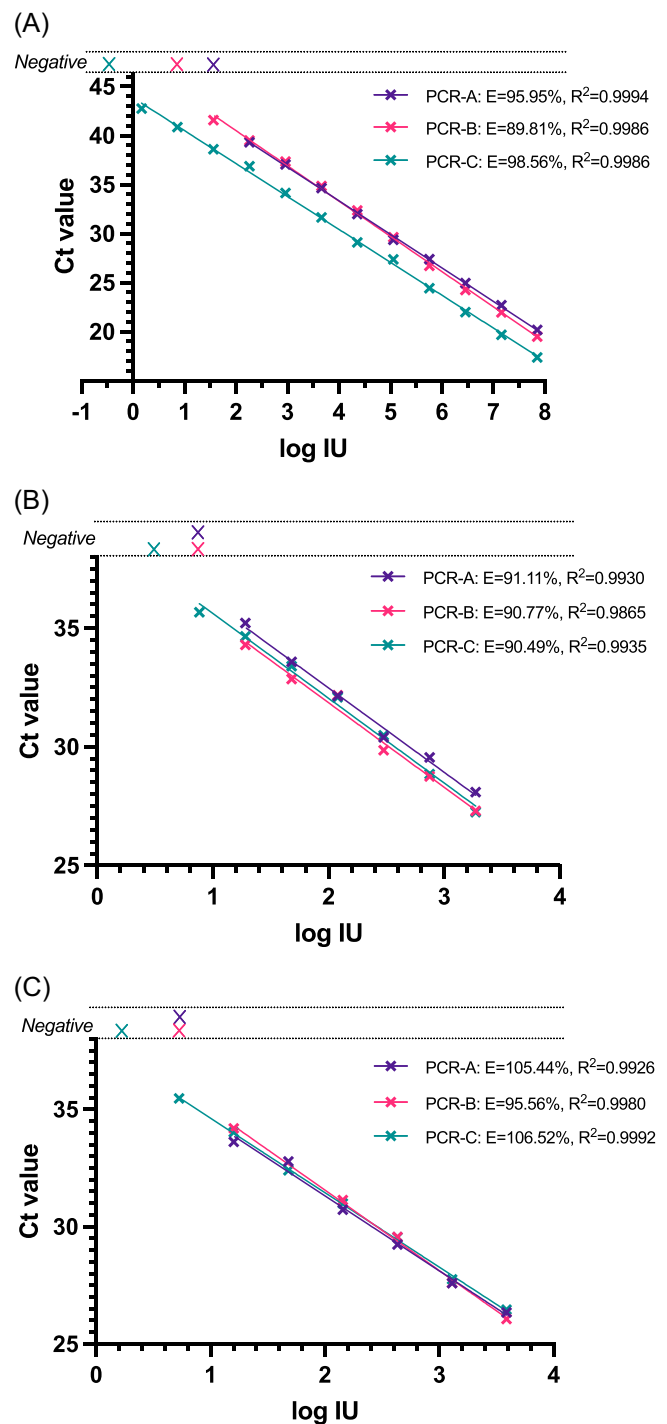 (A)
Negative
45
40
35
30
25
20
PCR-A: E=95.95%, R²=0.9994
PCR-B: E=89.81%, R²=0.9986
PCR-C: E=98.56%, R²=0.9986
Ct value
-1 0 1 2 3 4 5 6 7 8
log IU
(B)
Negative
35
30
25
PCR-A: E=91.11%, R²=0.9930
PCR-B: E=90.77%, R²=0.9865
PCR-C: E=90.49%, R²=0.9935
Ct value
0 1 2 3 4
log IU
(C)
Negative
35
30
25
PCR-A: E=105.44%, R²=0.9926
PCR-B: E=95.56%, R²=0.9980
PCR-C: E=106.52%, R²=0.9992
Ct value
0 1 2 3 4
log IU